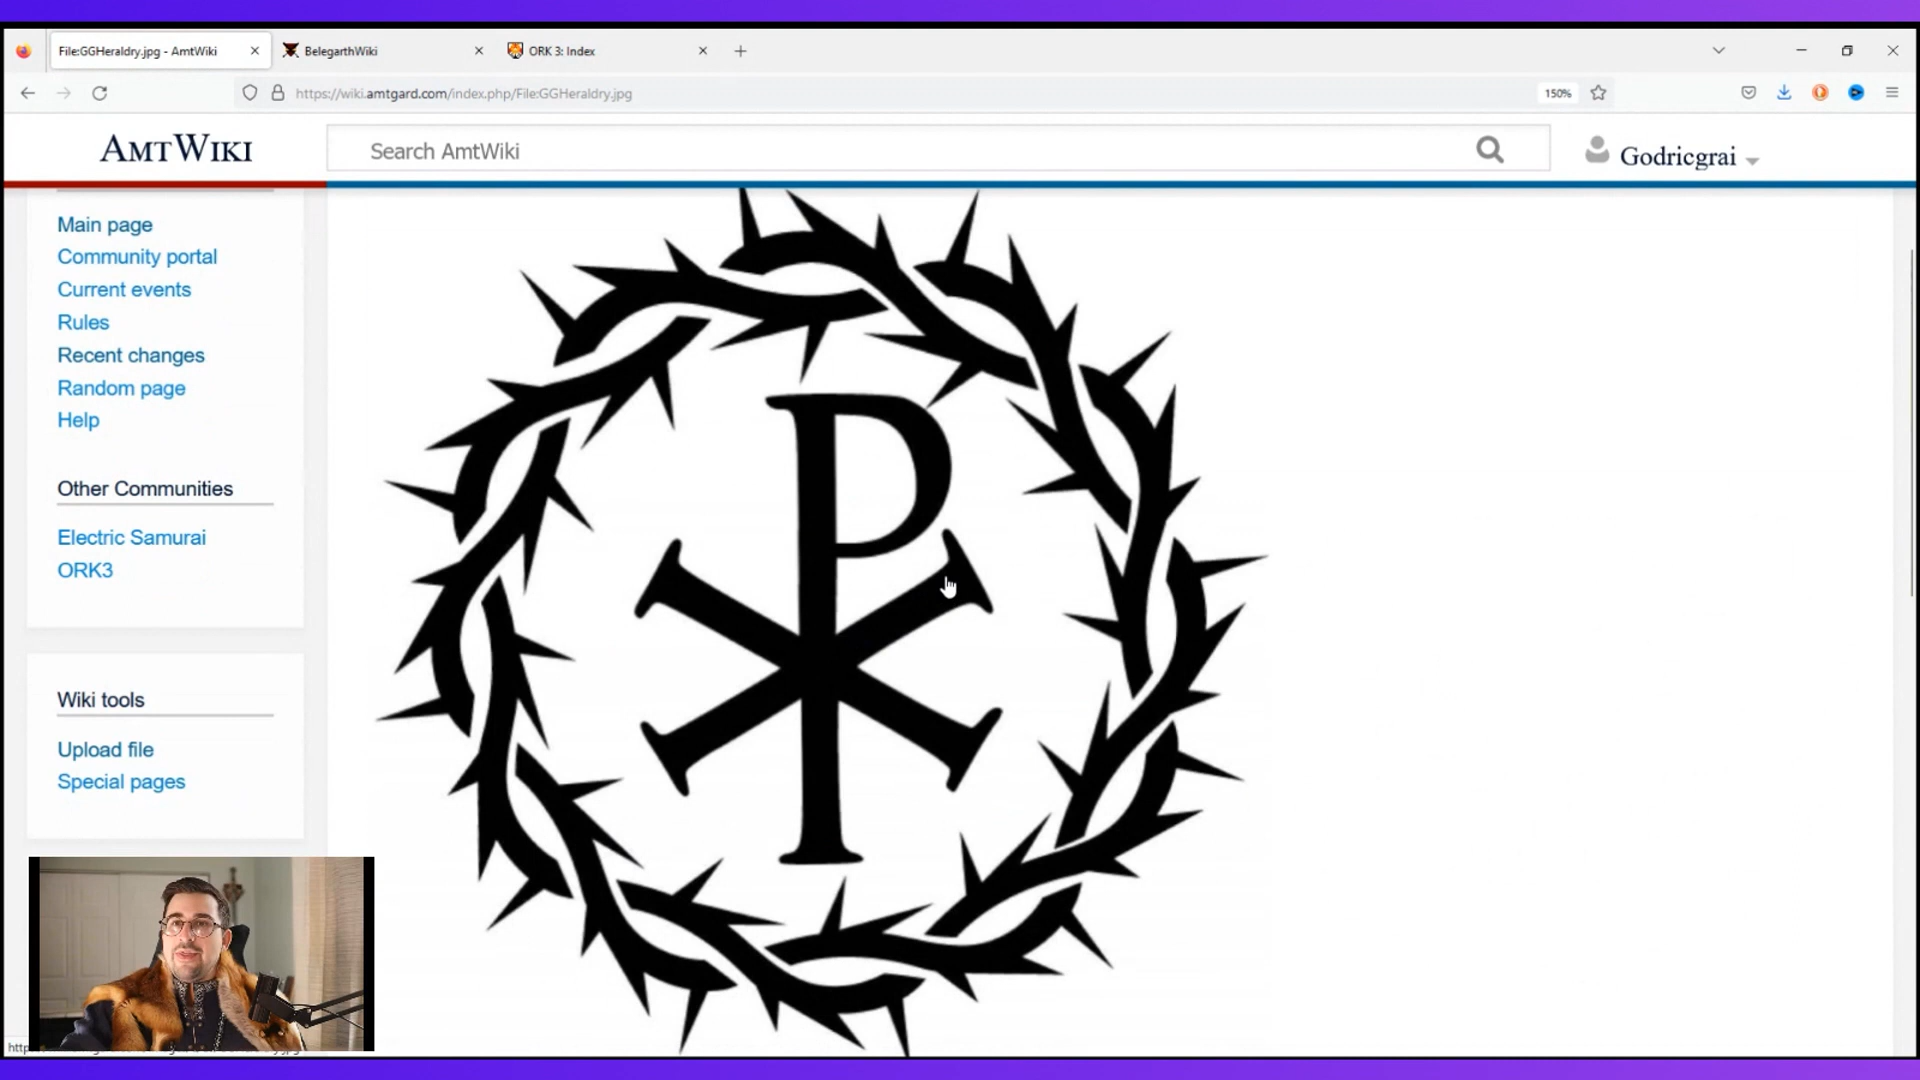 File:GGHeraldry.jpg - AmtWiki
BelegarthWiki
ORK 3: Index
https://wiki.amtgard.com/index.php/File:GGHeraldry.jpg
150%
AMTWIKI
Search AmtWiki
Godricgrai
Main page
Community portal
Current events
Rules
Recent changes
Random page
Help
Other Communities
Electric Samurai
ORK3
Wiki tools
Upload file
Special pages